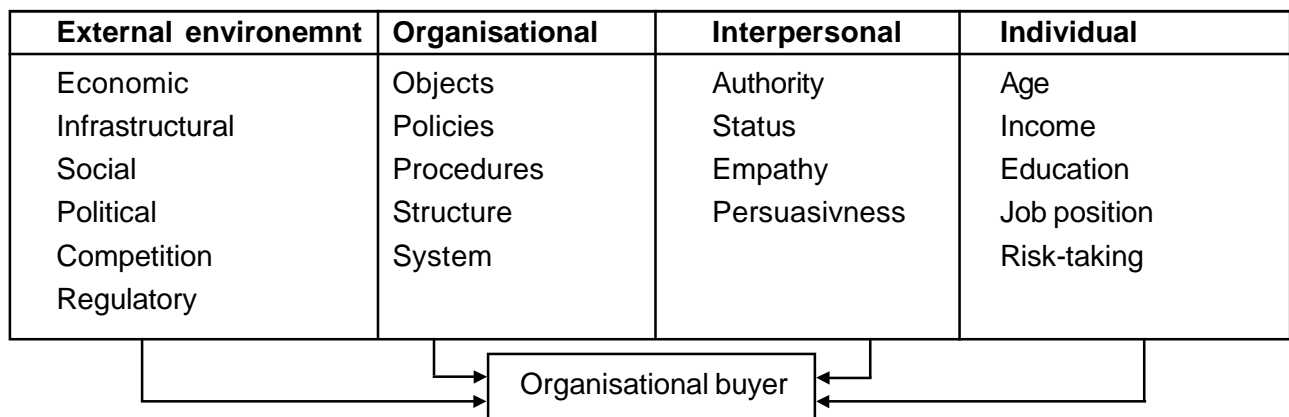 External environemnt Organisational Interpersonal Individual
Economic Objects Authority Age
Infrastructural Policies Status Income
Social Procedures Empathy Education
Political Structure Persuasivness Job position
Competition System Risk-taking
Regulatory
Organisational buyer